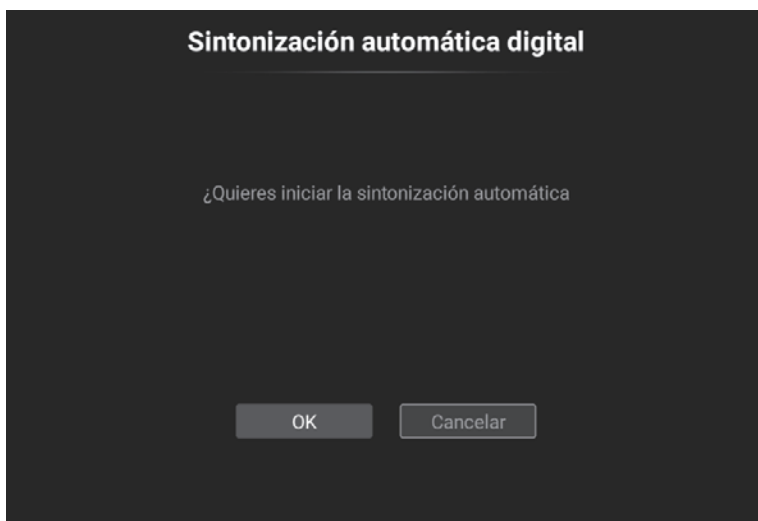 Sintonización automática digital
¿Quieres iniciar la sintonización automática
OK
Cancelar